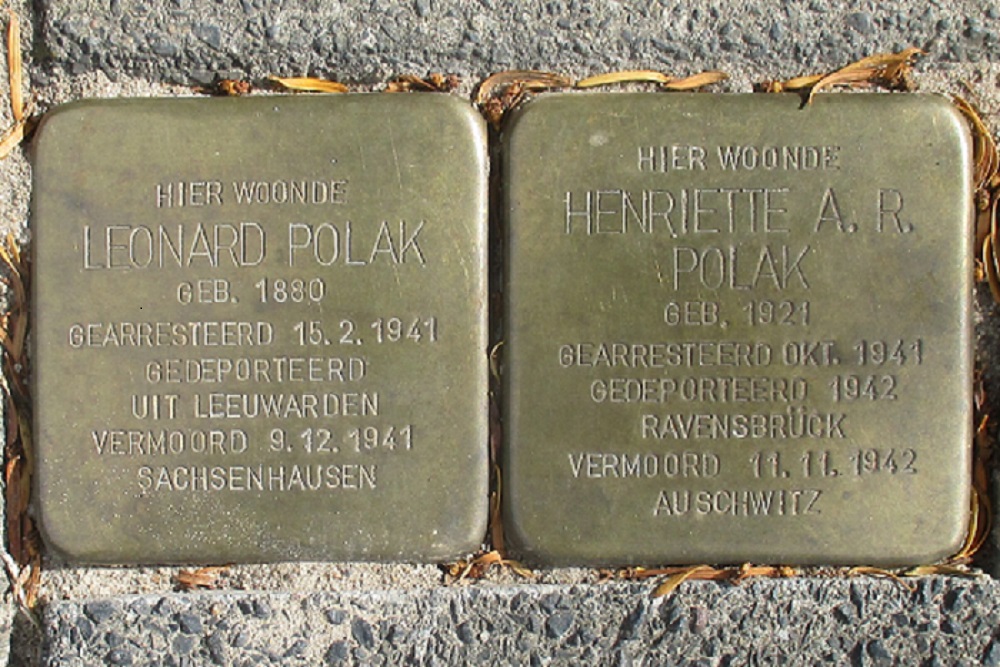 HIER WOONDE
LEONARD POLAK
GEB. 1880
GEARRESTEERD 15.2.1941
GEDEPORTEERD
UIT LEEUWARDEN
VERMOORD 9.12.1941
SACHSENHAUSEN
HIER WOONDE
HENRIETTE A. R.
POLAK
GEB. 1921
GEARRESTEERD OKT. 1941
GEDEPORTEERD 1942
RAVENSBRÜCK
VERMOORD 11.11.1942
AUSCHWITZ